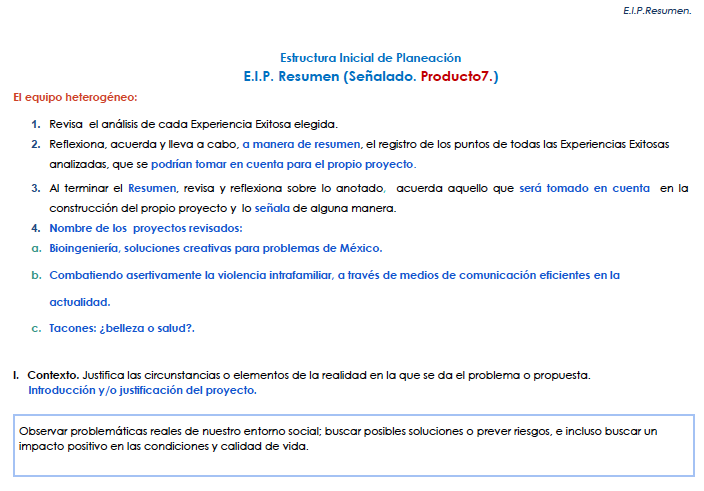 E.I.P.Resumen.
Estructura Inicial de Planeación
E.I.P. Resumen (Señalado. Producto7.)
El equipo heterogéneo:
1. Revisa el análisis de cada Experiencia Exitosa elegida.
2. Reflexiona, acuerda y lleva a cabo, a manera de resumen, el registro de los puntos de todas las Experiencias Exitosas
analizadas, que se podrían tomar en cuenta para el propio proyecto.
3. Al terminar el Resumen, revisa y reflexiona sobre lo anotado, acuerda aquello que será tomado en cuenta en la
construcción del propio proyecto y lo señala de alguna manera.
4. Nombre de los proyectos revisados:
a. Bioingeniería, soluciones creativas para problemas de México.
b. Combatiendo asertivamente la violencia intrafamiliar, a través de medios de comunicación eficientes en la
actualidad.
c. Tacones: ¿belleza o salud?.
I. Contexto. Justifica las circunstancias o elementos de la realidad en la que se da el problema o propuesta.
Introducción y/o justificación del proyecto.
Observar problemáticas reales de nuestro entorno social; buscar posibles soluciones o prever riesgos, e incluso buscar un
impacto positivo en las condiciones y calidad de vida.